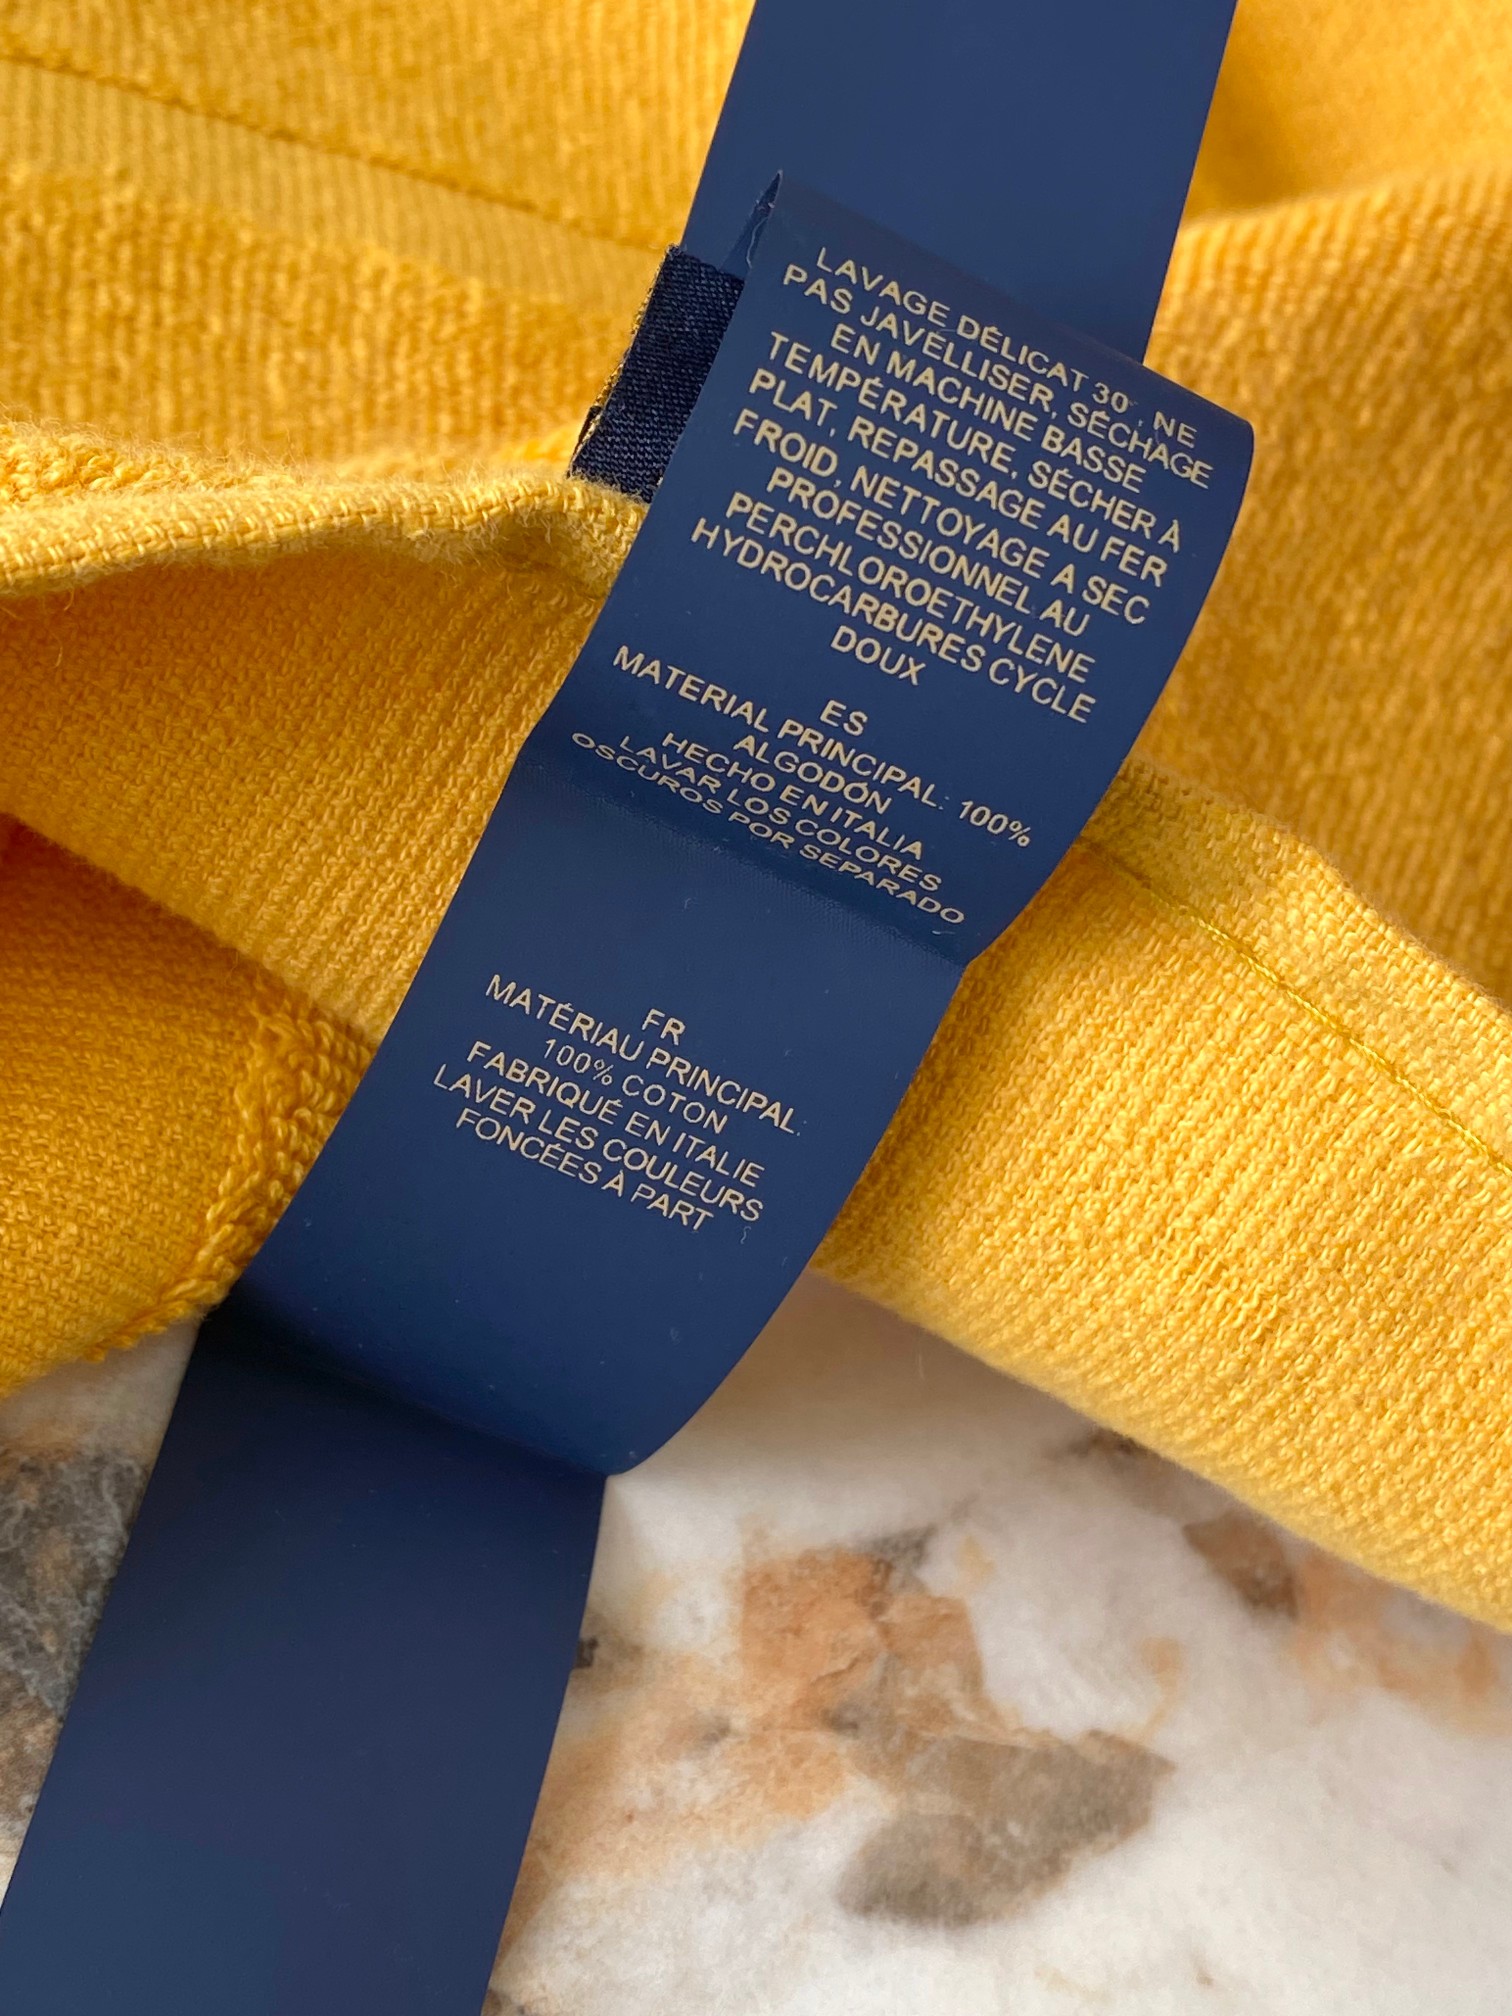 LAVAGE DÉLICAT 30°, NE
PAS JAVELLISER, SÉCHAGE
EN MACHINE BASSE
TEMPÉRATURE, SÉCHER À
PLAT, REPASSAGE AU FER
FROID, NETTOYAGE A SEC
PROFESSIONNEL AU
PERCHLOROETHYLENE
HYDROCARBURES CYCLE
DOUX
ES
MATERIAL PRINCIPAL: 100%
ALGODÓN
HECHO EN ITALIA
LAVAR LOS COLORES
OSCUROS POR SEPARADO
FR
MATÉRIAU PRINCIPAL:
100% COTON
FABRIQUÉ EN ITALIE
LAVER LES COULEURS
FONCÉES À PART